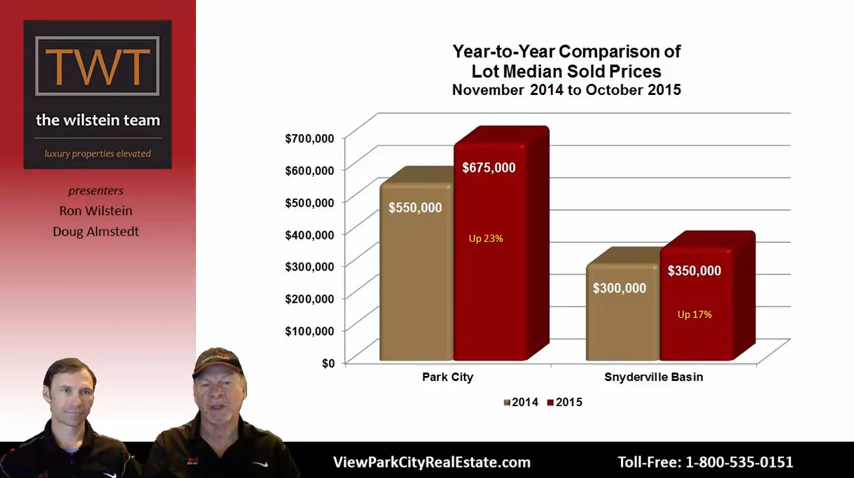 TWT
the wilstein team
luxury properties elevated
presenters
Ron Wilstein
Doug Almstedt
Year-to-Year Comparison of
Lot Median Sold Prices
November 2014 to October 2015
$700,000
$600,000
$500,000
$400,000
$300,000
$200,000
$100,000
$0
$550,000
$675,000
Up 23%
$300,000
$350,000
Up 17%
Park City
Snyderville Basin
2014
2015
ViewParkCityRealEstate.com
Toll-Free: 1-800-535-0151